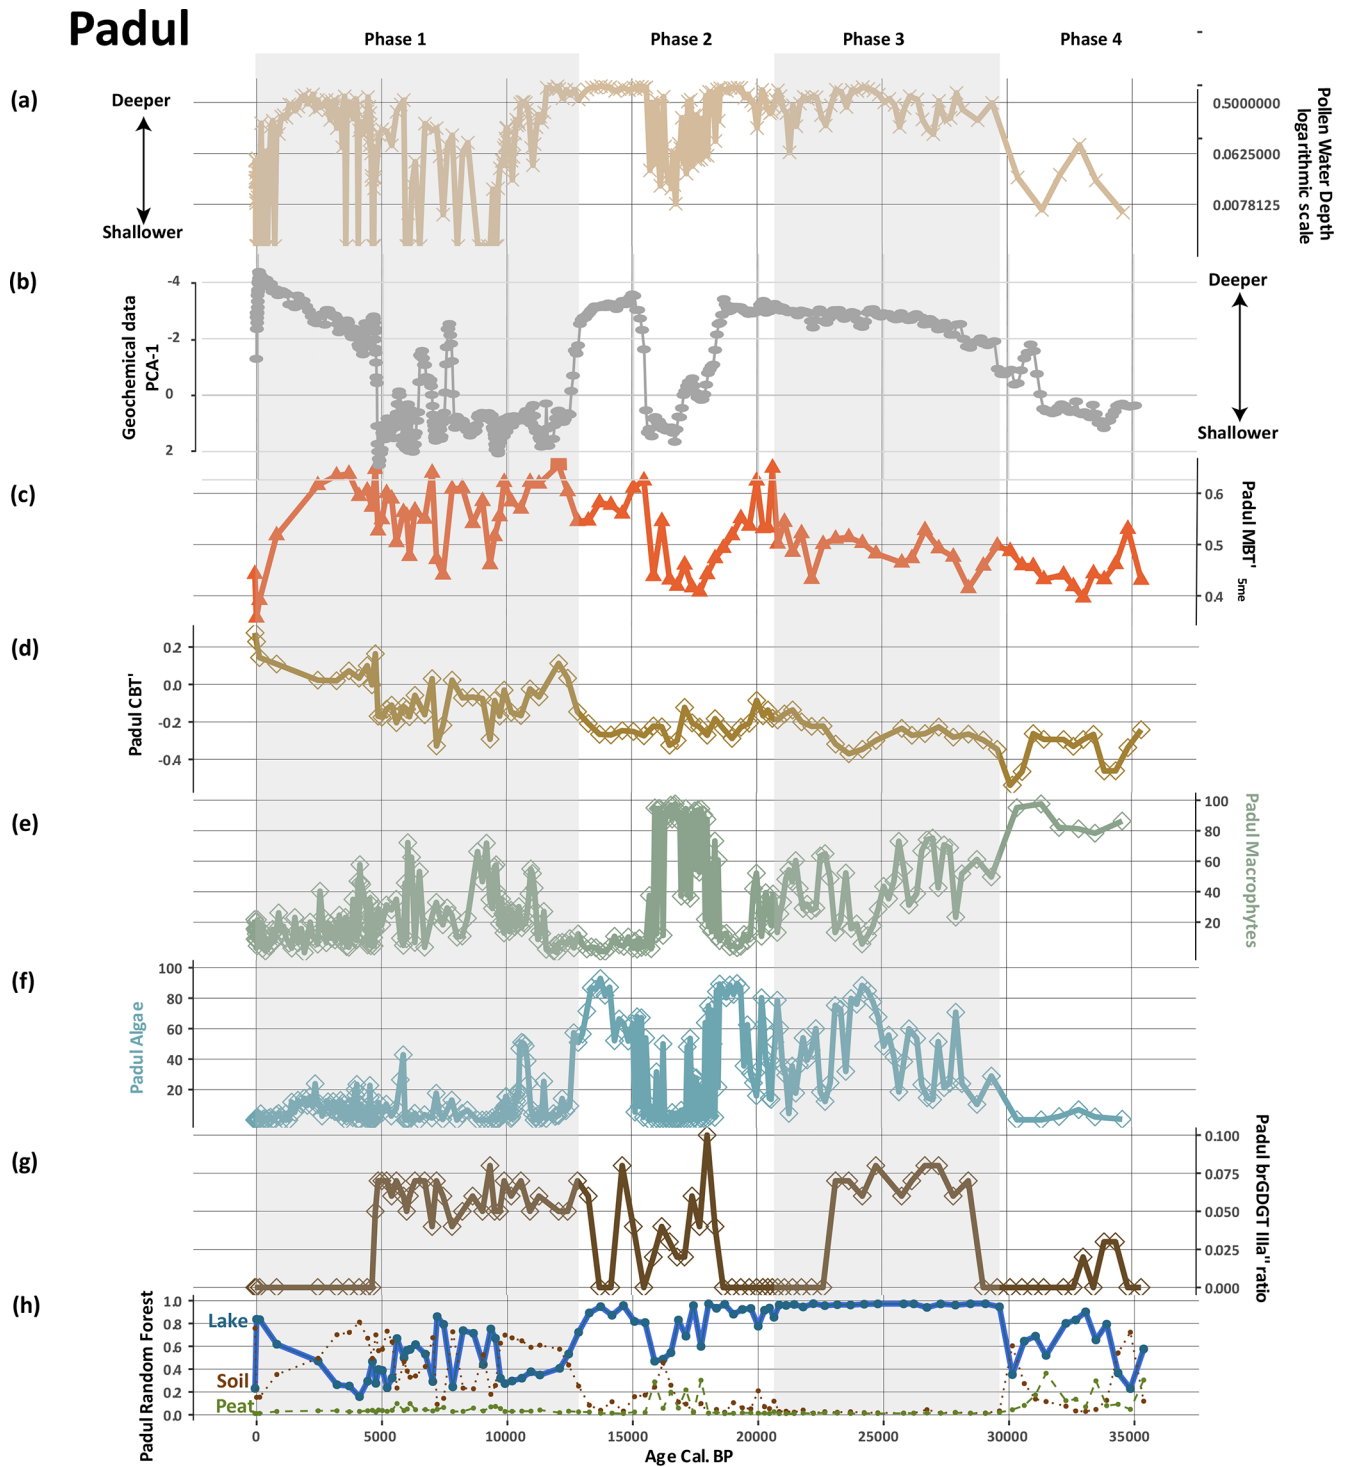 Padul
Phase 1
Phase 2
Phase 3
Phase 4
(a)
Deeper
Shallower
0.5000000
0.0625000
0.0078125
Pollen Water Depth
logarithmic scale
(b)
Geochemical data
PCA-1
-4
-2
0
2
Deeper
Shallower
(c)
0.6
0.5
0.4
Padul MBT' 5me
(d)
Padul CBT'
0.2
0.0
-0.2
-0.4
(e)
100
80
60
40
20
Padul Macrophytes
(f)
Padul Algae
100
80
60
40
20
(g)
0.100
0.075
0.050
0.025
0.000
Padul brGDGT IIIa'' ratio
(h)
Padul Random Forest
1.0
0.8
0.6
0.4
0.2
0.0
Lake
Soil
Peat
0
5000
10000
15000
20000
25000
30000
35000
Age Cal. BP